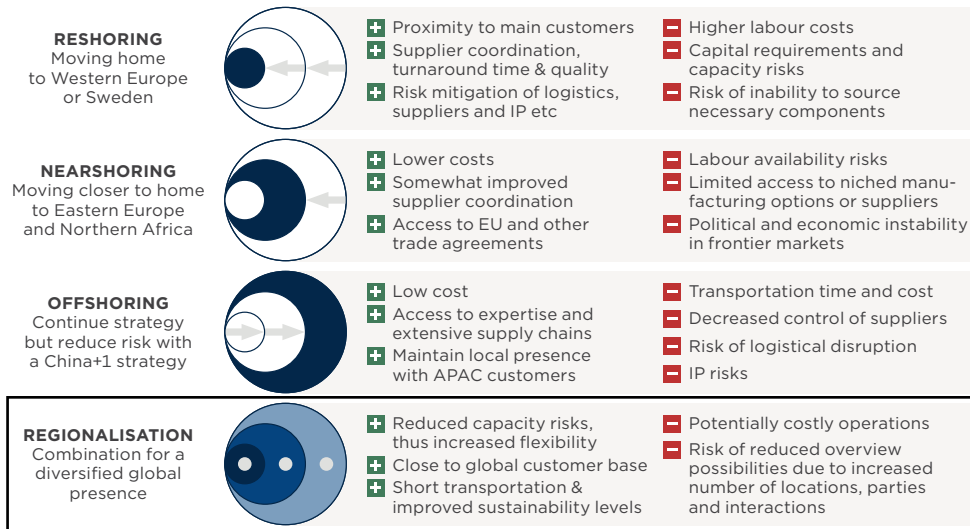 RESHORING
Moving home
to Western Europe
or Sweden
Proximity to main customers
Supplier coordination,
turnaround time & quality
Risk mitigation of logistics,
suppliers and IP etc
Higher labour costs
Capital requirements and
capacity risks
Risk of inability to source
necessary components
NEARSHORING
Moving closer to home
to Eastern Europe
and Northern Africa
Lower costs
Somewhat improved
supplier coordination
Access to EU and other
trade agreements
Labour availability risks
Limited access to niched manu-
facturing options or suppliers
Political and economic instability
in frontier markets
OFFSHORING
Continue strategy
but reduce risk with
a China+1 strategy
Low cost
Access to expertise and
extensive supply chains
Maintain local presence
with APAC customers
Transportation time and cost
Decreased control of suppliers
Risk of logistical disruption
IP risks
REGIONALISATION
Combination for a
diversified global
presence
Reduced capacity risks,
thus increased flexibility
Close to global customer base
Short transportation &
improved sustainability levels
Potentially costly operations
Risk of reduced overview
possibilities due to increased
number of locations, parties
and interactions